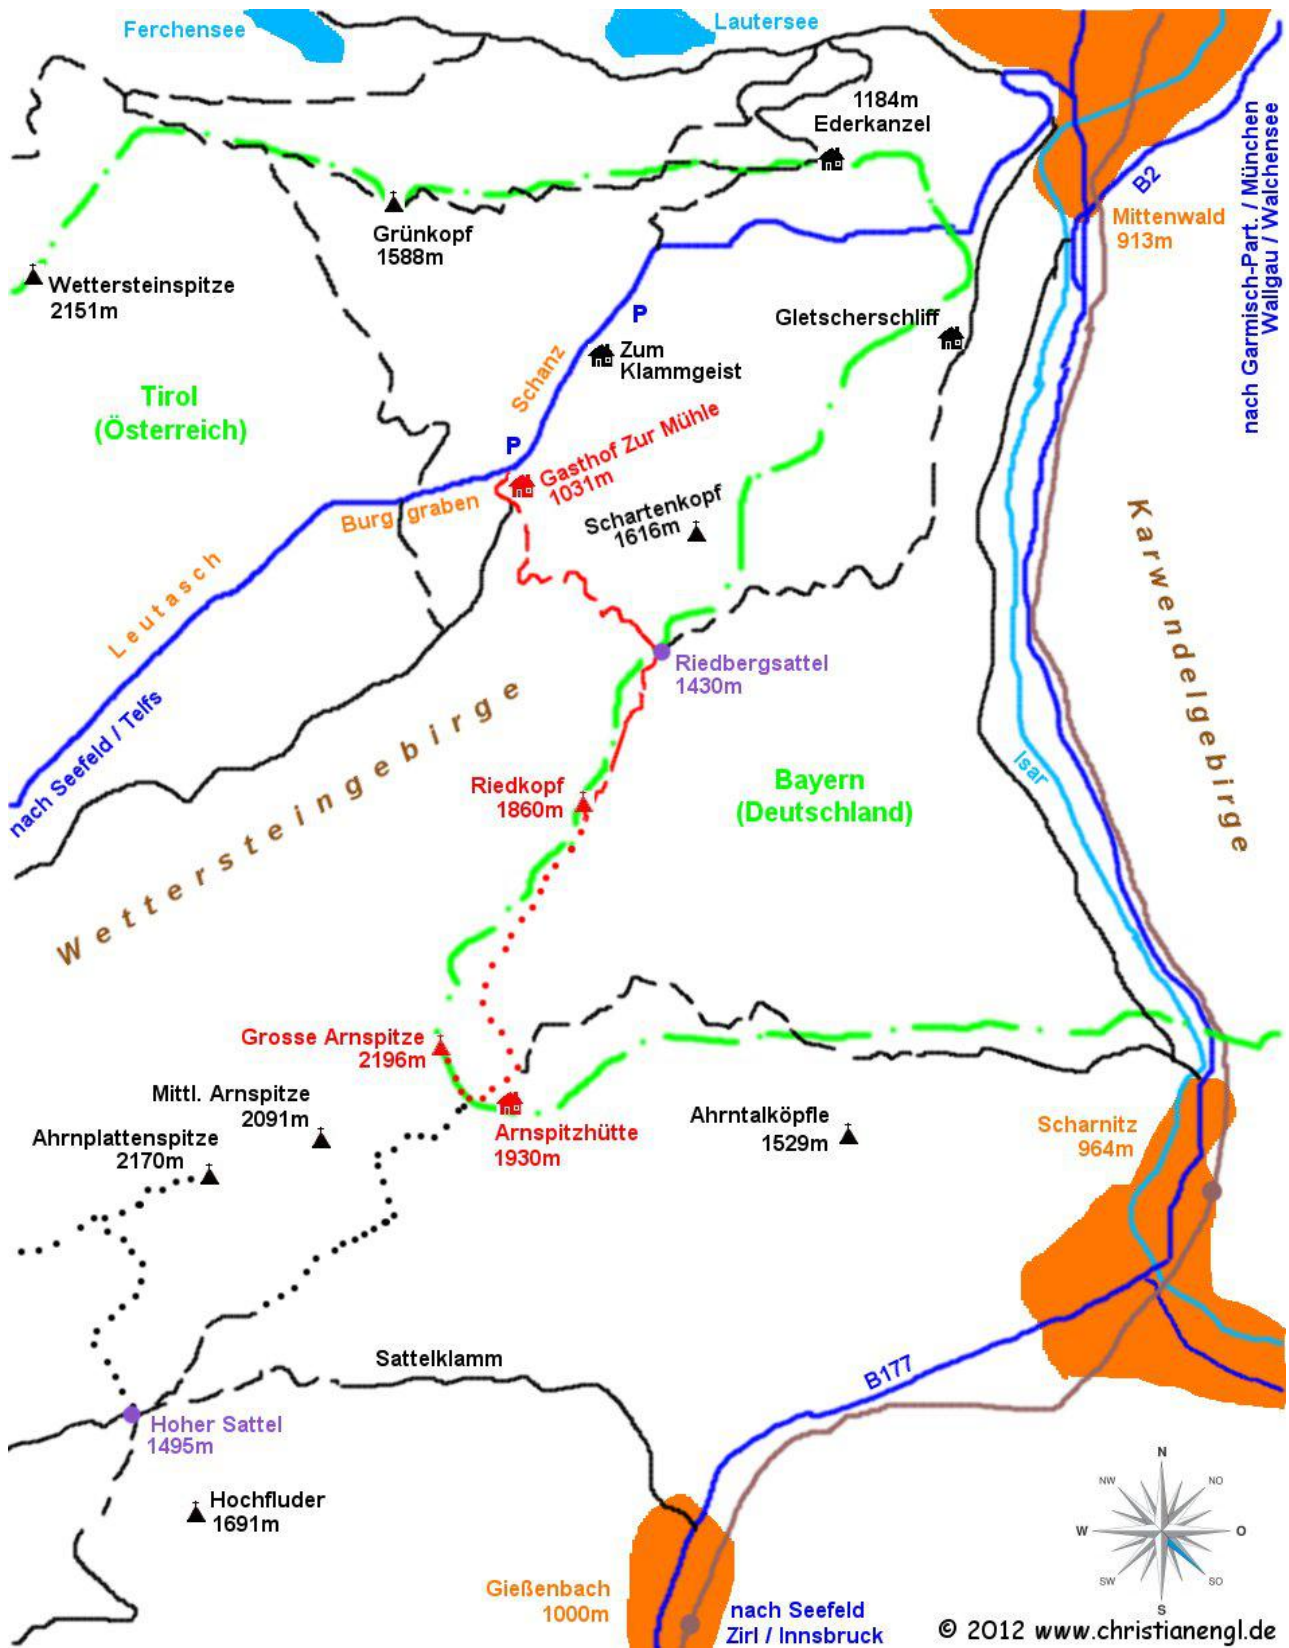 Ferchensee
Lautersee
1184m
Ederkanzel
nach Garmisch-Part. / München
Wallgau / Walchensee
B2
Mittenwald
913m
Grünkopf
1588m
Wettersteinspitze
2151m
P
Gletscherschliff
Zum
Klammgeist
Schanz
Tirol
(Österreich)
P
Gasthof Zur Mühle
1031m
Schartenkopf
1616m
Burg graben
Karwendelgebirge
Leutasch
Riedbergsattel
1430m
nach Seefeld / Telfs
Wettersteingebirge
Isar
Riedkopf
1860m
Bayern
(Deutschland)
Grosse Arnspitze
2196m
Mittl. Arnspitze
2091m
Ahrnplattenspitze
2170m
Arnspitzhütte
1930m
Ahrntalköpfle
1529m
Scharnitz
964m
Sattelklamm
B177
Hoher Sattel
1495m
Hochfluder
1691m
N
NW
NO
W
O
SW
SO
S
Gießenbach
1000m
nach Seefeld
Zirl / Innsbruck
© 2012 www.christianengl.de